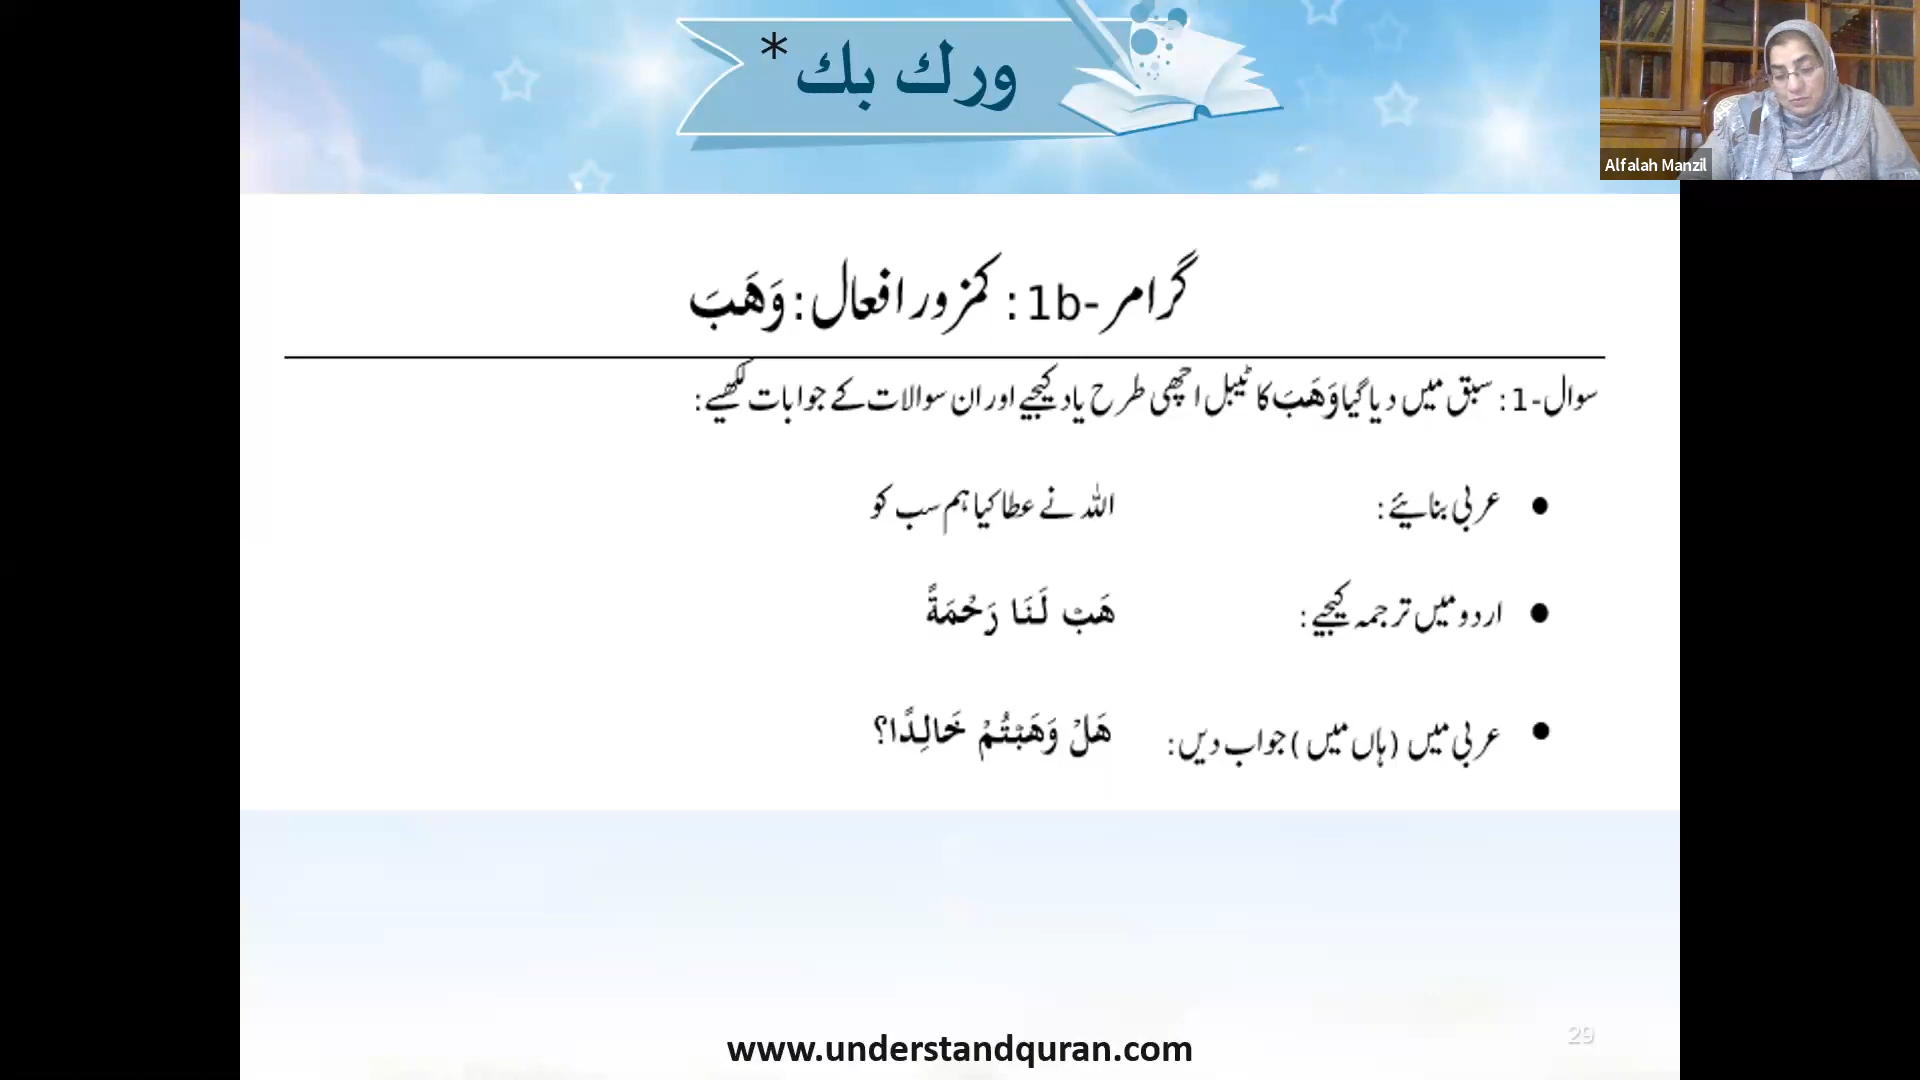 ورك بك*
Alfalah Manzil
گرامر-1b: کمزور افعال: وَهَبَ
سوال-1: سبق میں دیا گیا وَهَبَ کا ٹیبل اچھی طرح یاد کیجیے اور ان سوالات کے جوابات لکھیے:
• عربی بنائیے: اللہ نے عطا کیا ہم سب کو
• اردو میں ترجمہ کیجیے: هَبْ لَنَا رَحْمَةً
• عربی میں (ہاں میں) جواب دیں: هَلْ وَهَبْتُمْ خَالِدًا؟
29
www.understandquran.com